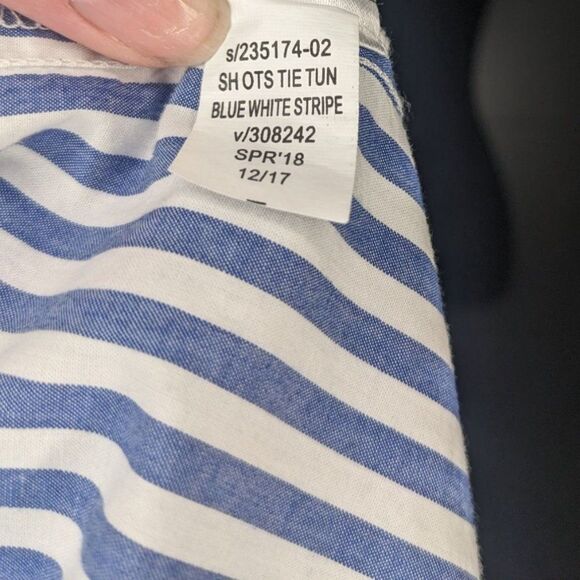 s/235174-02
SH OTS TIE TUN
BLUE WHITE STRIPE
v/308242
SPR'18
12/17